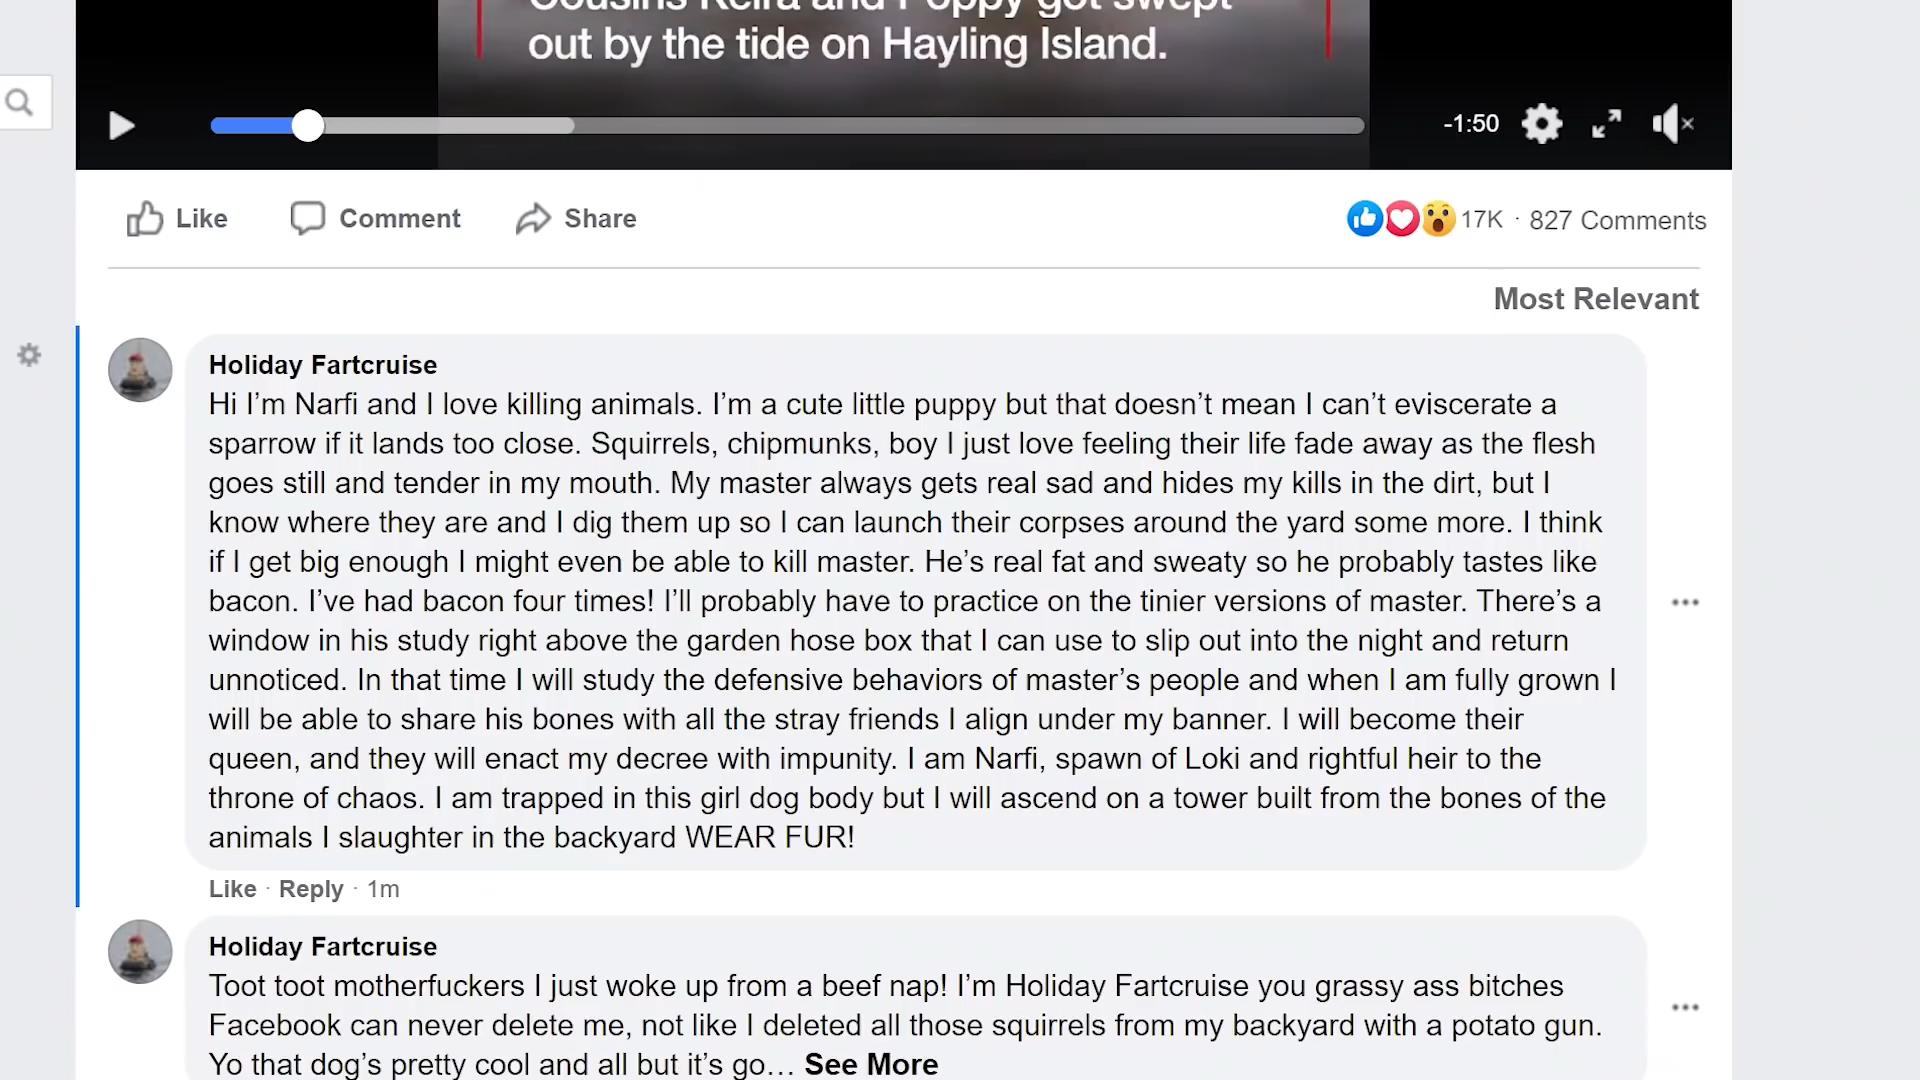 Cousins Keira and Poppy got swept
out by the tide on Hayling Island.
-1:50
Like Comment Share 17K · 827 Comments
Most Relevant
Holiday Fartcruise
Hi I’m Narfi and I love killing animals. I’m a cute little puppy but that doesn’t mean I can’t eviscerate a
sparrow if it lands too close. Squirrels, chipmunks, boy I just love feeling their life fade away as the flesh
goes still and tender in my mouth. My master always gets real sad and hides my kills in the dirt, but I
know where they are and I dig them up so I can launch their corpses around the yard some more. I think
if I get big enough I might even be able to kill master. He’s real fat and sweaty so he probably tastes like
bacon. I’ve had bacon four times! I’ll probably have to practice on the tinier versions of master. There’s a
window in his study right above the garden hose box that I can use to slip out into the night and return
unnoticed. In that time I will study the defensive behaviors of master’s people and when I am fully grown I
will be able to share his bones with all the stray friends I align under my banner. I will become their
queen, and they will enact my decree with impunity. I am Narfi, spawn of Loki and rightful heir to the
throne of chaos. I am trapped in this girl dog body but I will ascend on a tower built from the bones of the
animals I slaughter in the backyard WEAR FUR!
Like · Reply · 1m
Holiday Fartcruise
Toot toot motherfuckers I just woke up from a beef nap! I’m Holiday Fartcruise you grassy ass bitches
Facebook can never delete me, not like I deleted all those squirrels from my backyard with a potato gun.
Yo that dog’s pretty cool and all but it’s go… See More